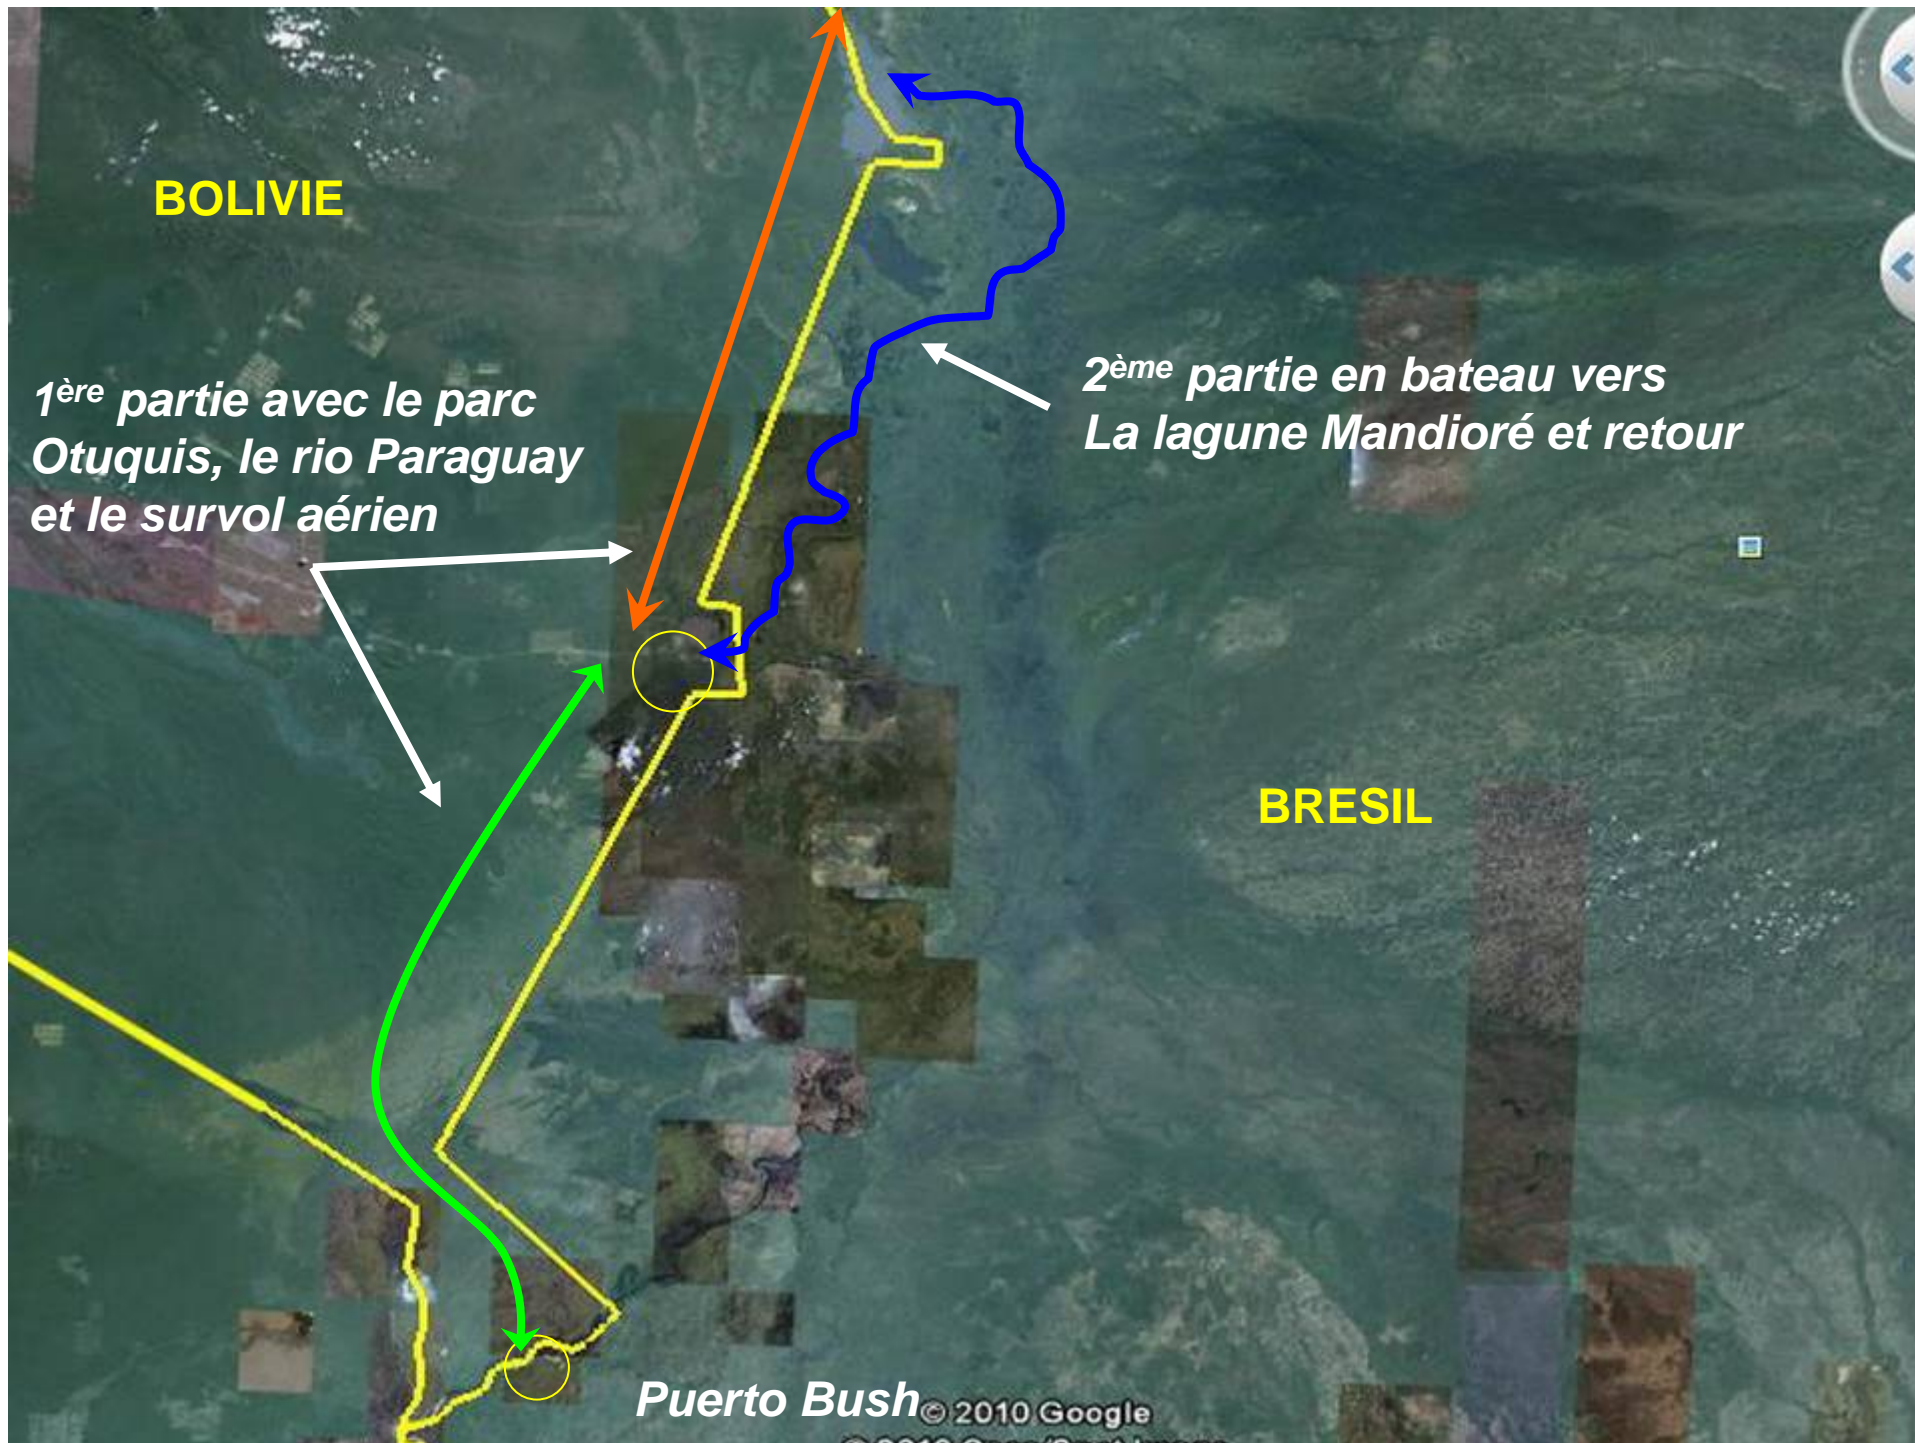 BOLIVIE
1ère partie avec le parc
Otuquis, le rio Paraguay
et le survol aérien
2ème partie en bateau vers
La lagune Mandioré et retour
BRESIL
Puerto Bush
© 2010 Google